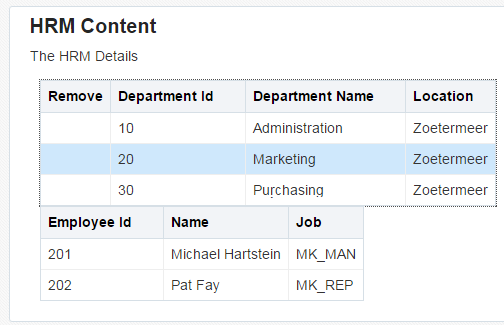 HRM Content
The HRM Details
Remove Department Id Department Name Location
10 Administration Zoetermeer
20 Marketing Zoetermeer
30 Purchasing Zoetermeer
Employee Id Name Job
201 Michael Hartstein MK_MAN
202 Pat Fay MK_REP